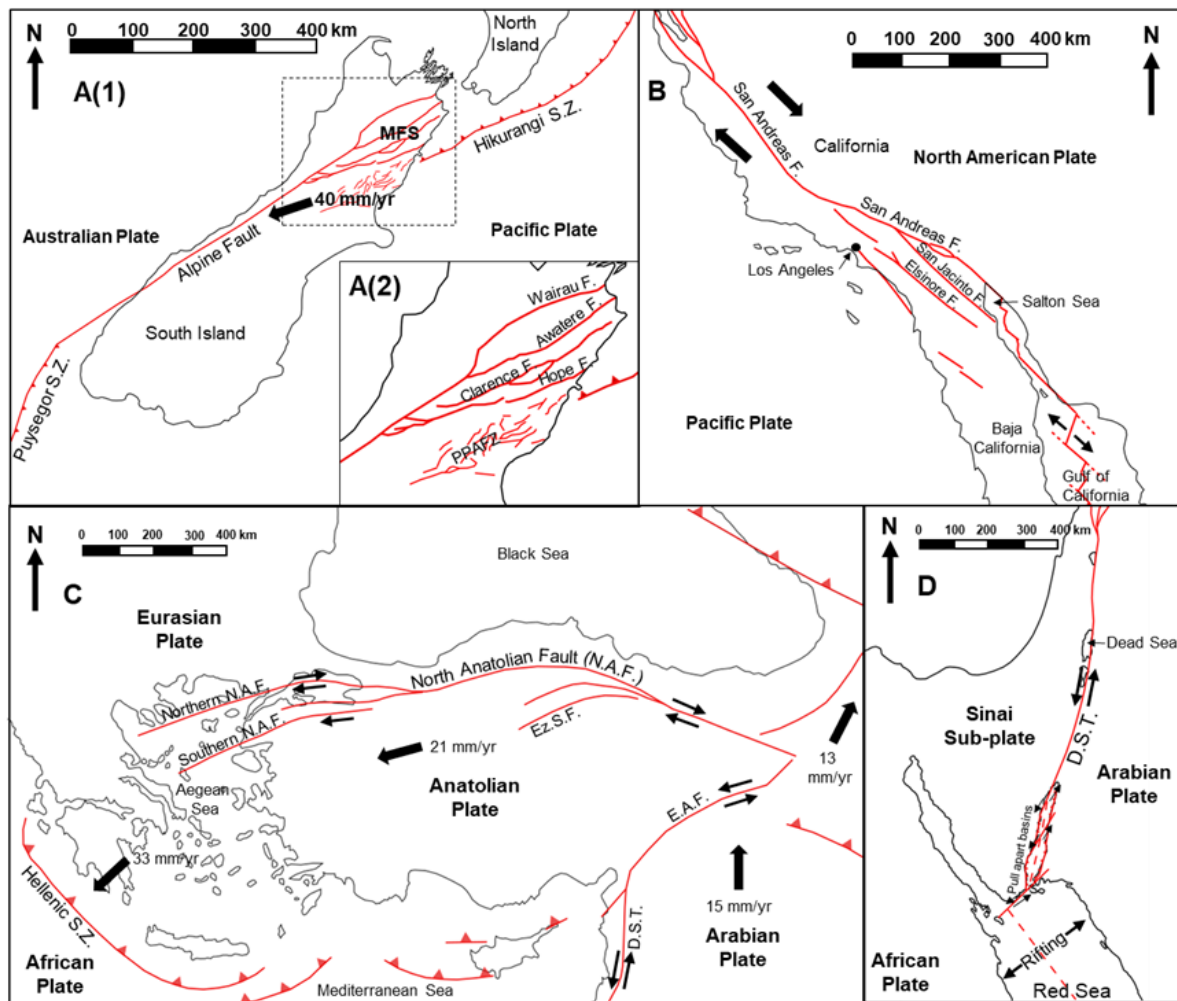 N
0 100 200 300 400 km
North
Island
A(1)
MFS
Hikurangi S.Z.
40 mm/yr
Australian Plate
Alpine Fault
Pacific Plate
South Island
Puysegor S.Z.
A(2)
Wairau F.
Awatere F.
Clarence F.
Hope F.
PPAFZ
0 100 200 300 400 km
N
B
San Andreas F.
California
North American Plate
San Andreas F.
San Jacinto F.
Elsinore F.
Los Angeles
Salton Sea
Pacific Plate
Baja
California
Gulf of
California
N
0 100 200 300 400 km
C
Black Sea
Eurasian
Plate
North Anatolian Fault (N.A.F.)
Northern N.A.F.
Southern N.A.F.
Ez.S.F.
21 mm/yr
13
mm/yr
Aegean
Sea
Anatolian
Plate
E.A.F.
33 mm/yr
Hellenic S.Z.
15 mm/yr
D.S.T.
Arabian
Plate
African
Plate
Mediterranean Sea
N
0 100 200 300 400 km
D
Dead Sea
Sinai
Sub-plate
D.S.T.
Arabian
Plate
Pull apart basins
Rifting
African
Plate
Red Sea